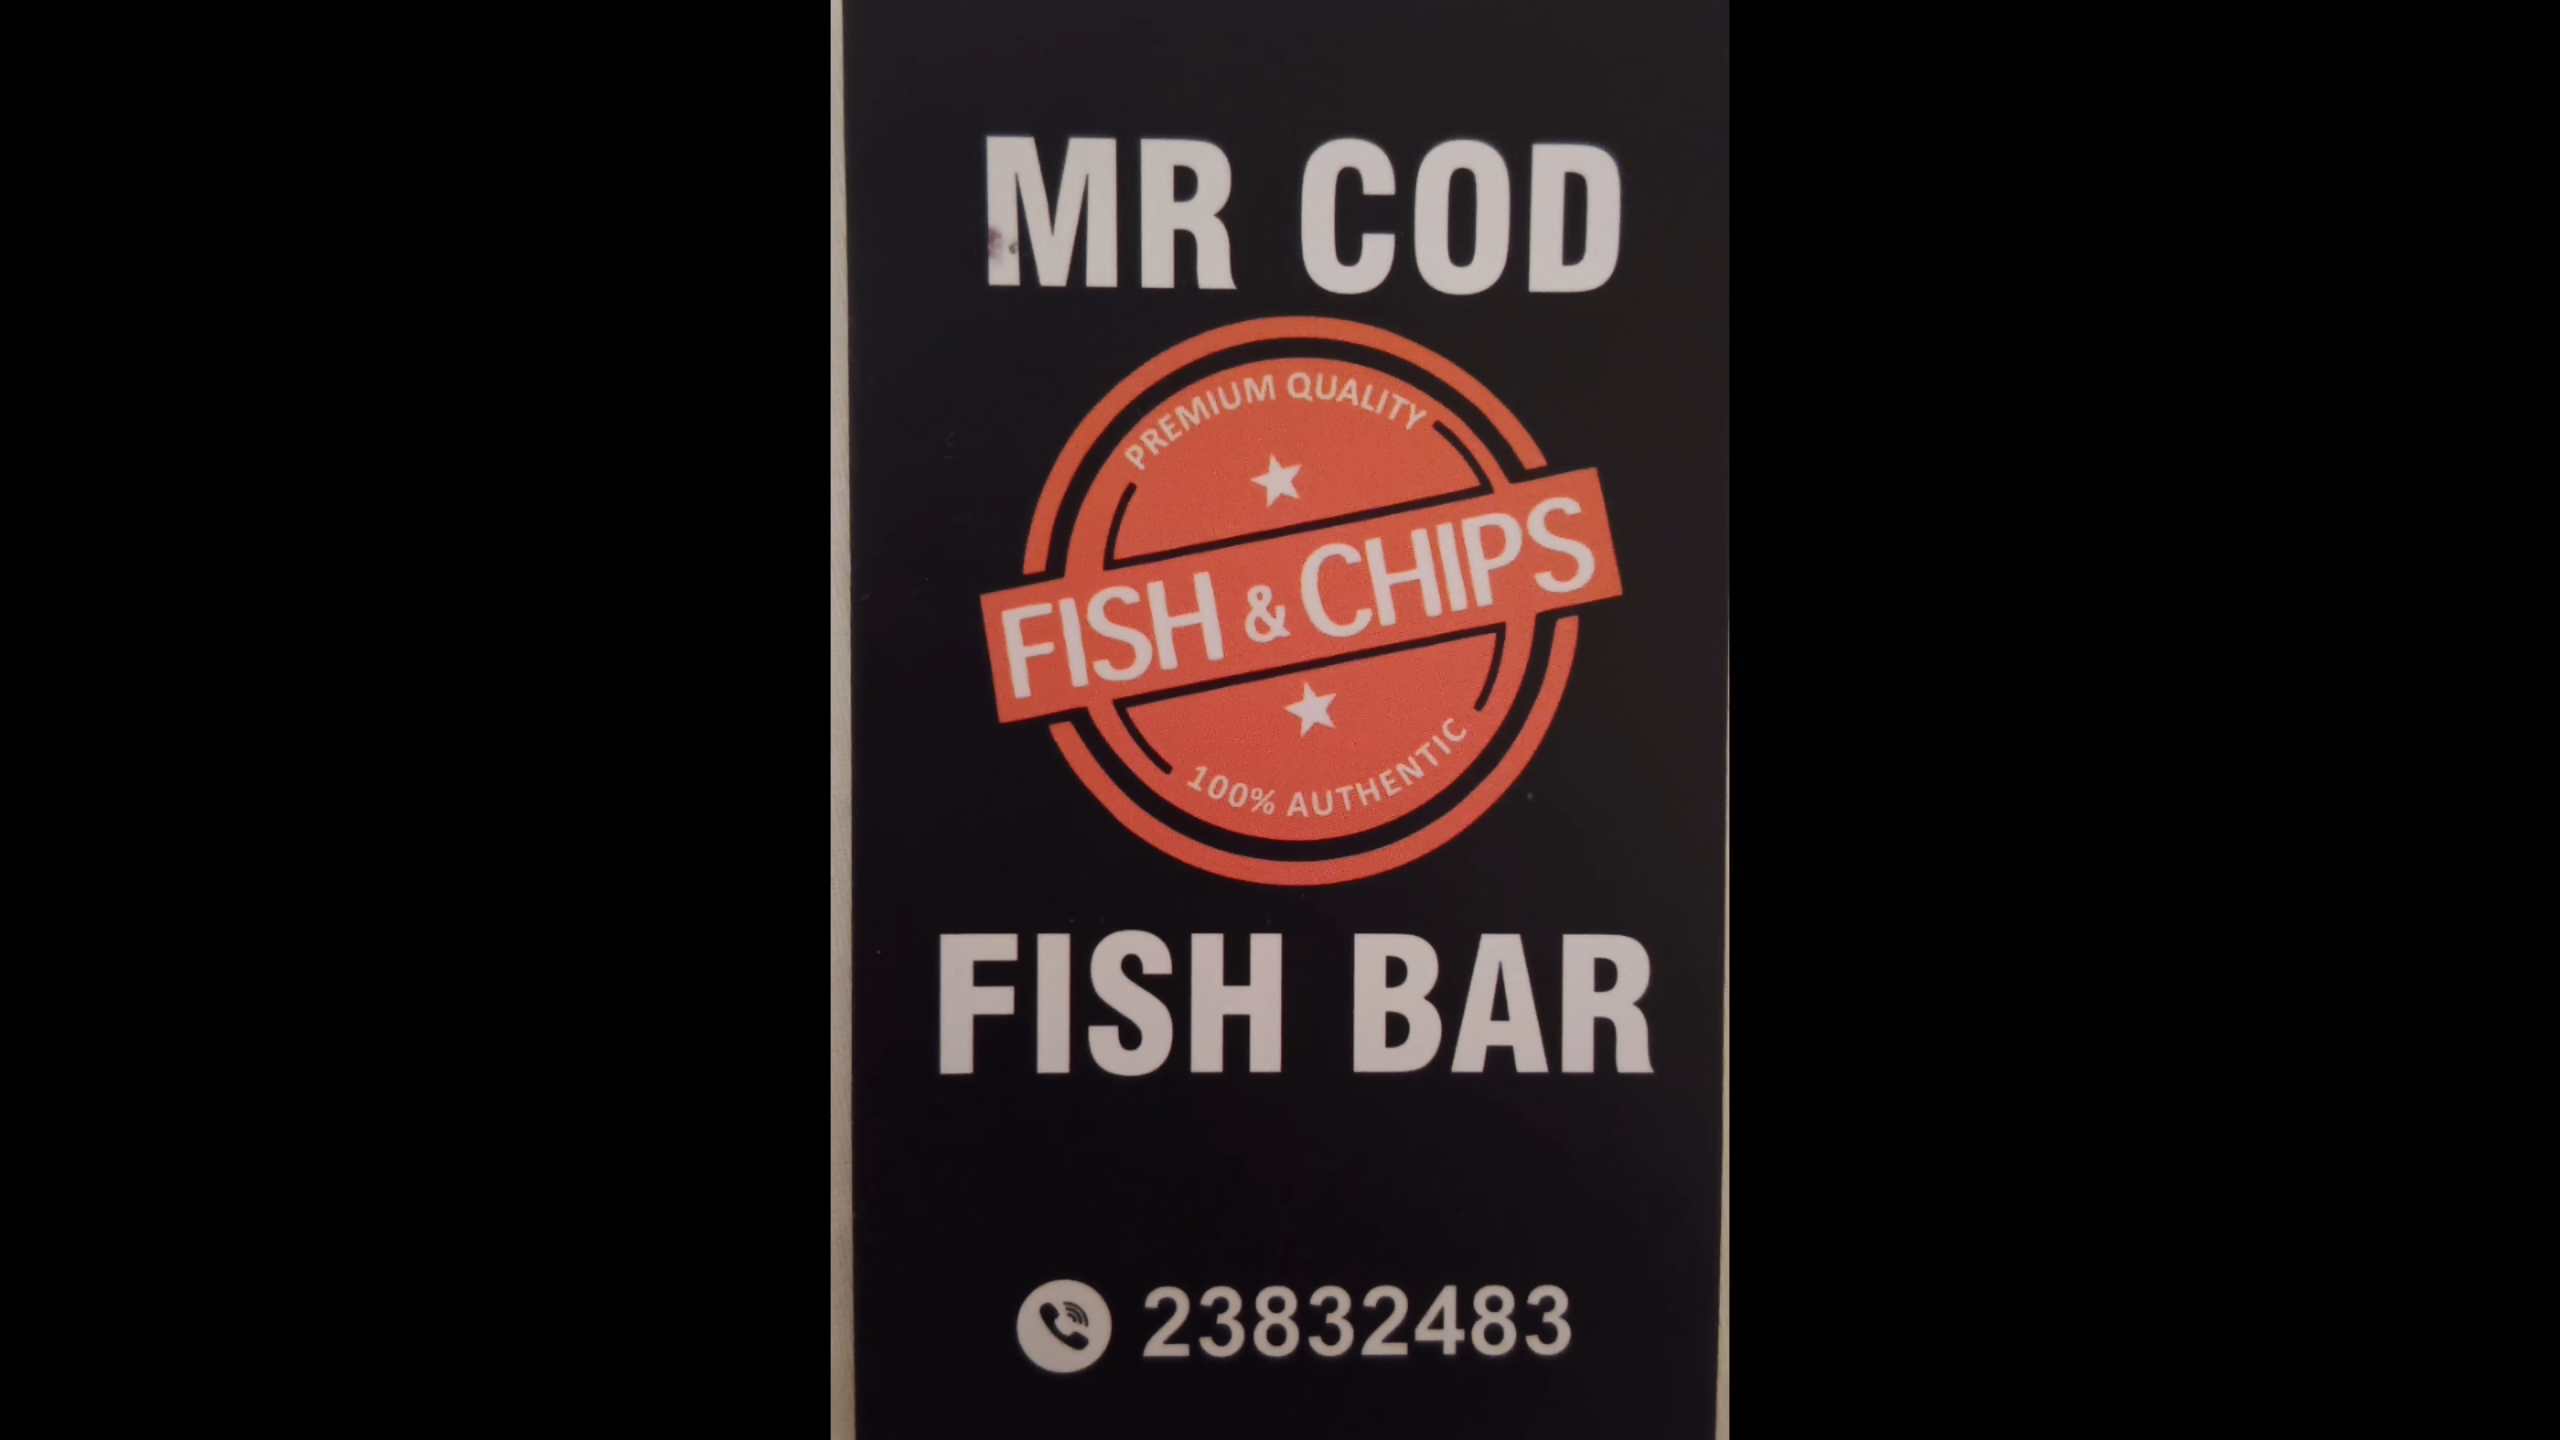 MR COD
PREMIUM QUALITY
FISH & CHIPS
100% AUTHENTIC
FISH BAR
23832483